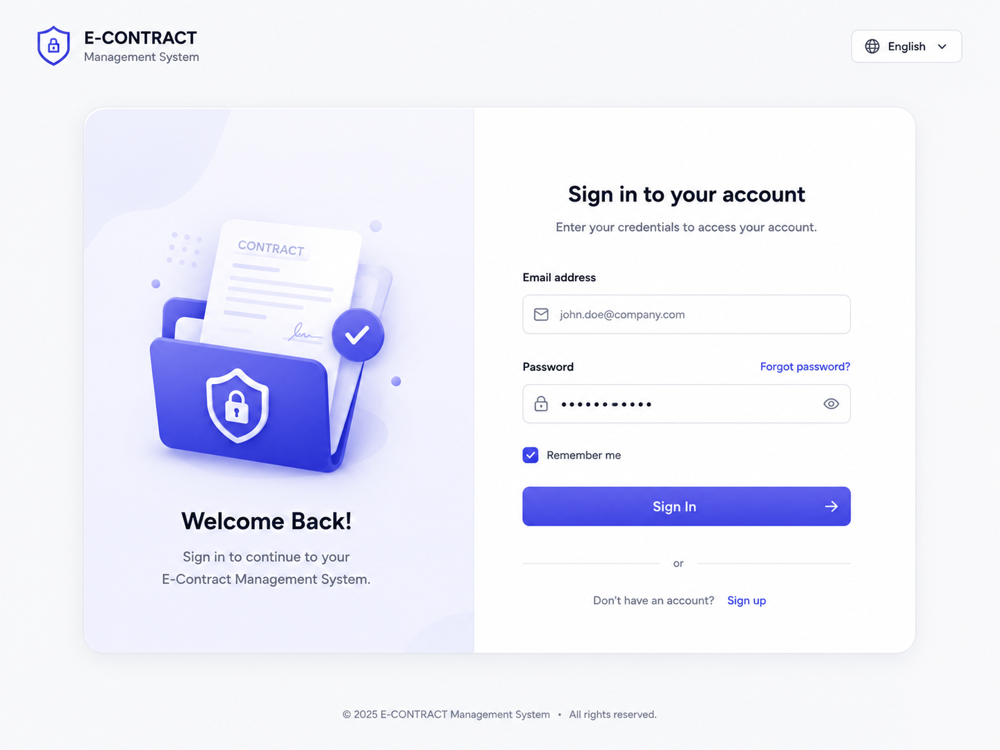 E-CONTRACT
Management System
English
CONTRACT
Welcome Back!
Sign in to continue to your
E-Contract Management System.
Sign in to your account
Enter your credentials to access your account.
Email address
john.doe@company.com
Password
Forgot password?
Remember me
Sign In
or
Don't have an account? Sign up
© 2025 E-CONTRACT Management System • All rights reserved.